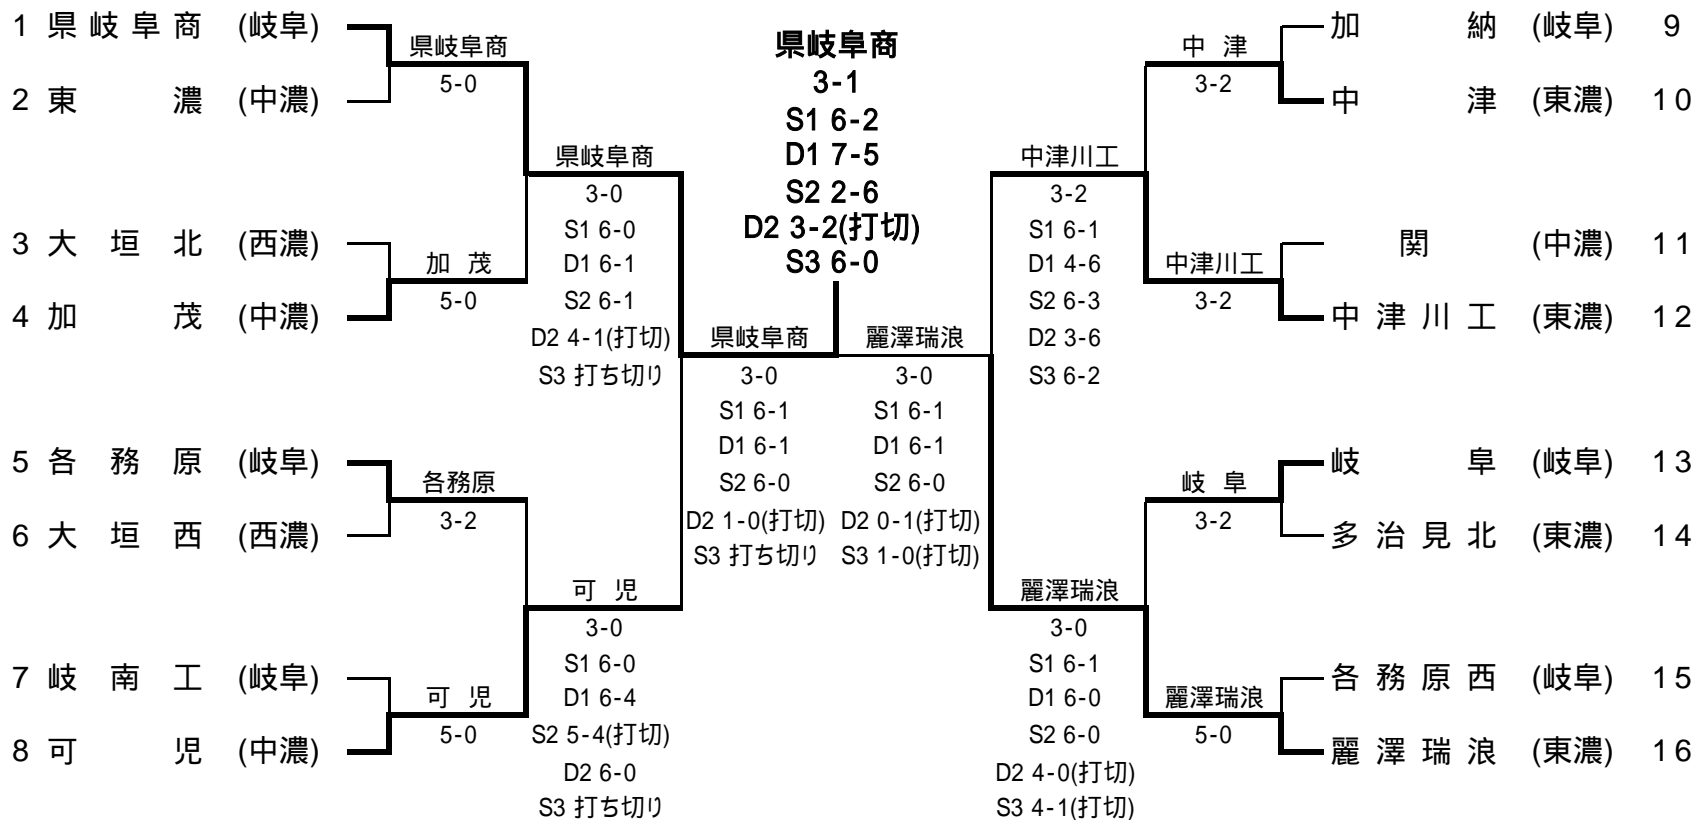 1 県岐阜商 (岐阜)
2 東濃 (中濃)
3 大垣北 (西濃)
4 加茂 (中濃)
5 各務原 (岐阜)
6 大垣西 (西濃)
7 岐南工 (岐阜)
8 可児 (中濃)
県岐阜商
5-0
加茂
5-0
各務原
3-2
可児
5-0
県岐阜商
3-0
S1 6-0
D1 6-1
S2 6-1
D2 4-1(打切)
S3 打ち切り
可児
3-0
S1 6-0
D1 6-4
S2 5-4(打切)
D2 6-0
S3 打ち切り
県岐阜商
3-0
S1 6-1
D1 6-1
S2 6-0
D2 1-0(打切)
S3 打ち切り
県岐阜商
3-1
S1 6-2
D1 7-5
S2 2-6
D2 3-2(打切)
S3 6-0
麗澤瑞浪
3-0
S1 6-1
D1 6-1
S2 6-0
D2 0-1(打切)
S3 1-0(打切)
中津川工
3-2
S1 6-1
D1 4-6
S2 6-3
D2 3-6
S3 6-2
麗澤瑞浪
3-0
S1 6-1
D1 6-0
S2 6-0
D2 4-0(打切)
S3 4-1(打切)
中津
3-2
中津川工
3-2
岐阜
3-2
麗澤瑞浪
5-0
加納 (岐阜) 9
中津 (東濃) 10
関 (中濃) 11
中津川工 (東濃) 12
岐阜 (岐阜) 13
多治見北 (東濃) 14
各務原西 (岐阜) 15
麗澤瑞浪 (東濃) 16